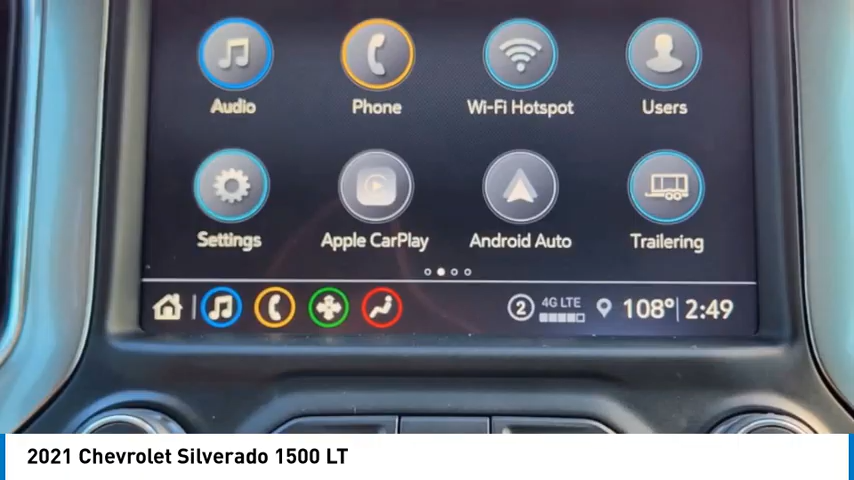 Audio Phone Wi-Fi Hotspot Users
Settings Apple CarPlay Android Auto Trailering
2 4G LTE 108° 2:49
2021 Chevrolet Silverado 1500 LT